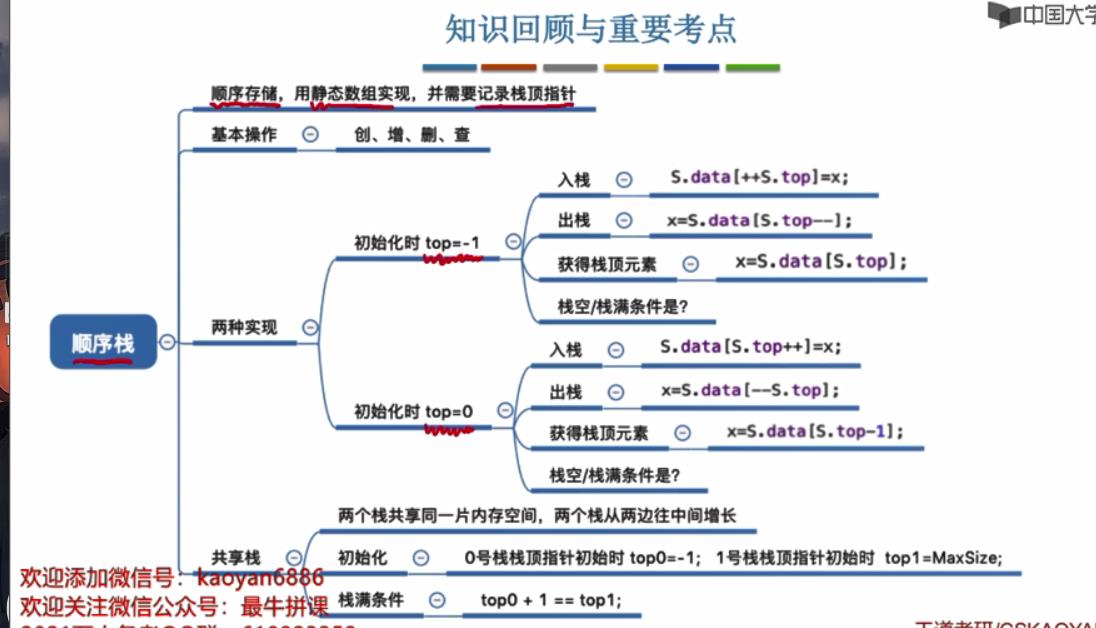 知识回顾与重要考点
中国大学
顺序存储，用静态数组实现，并需要记录栈顶指针
基本操作
创、增、删、查
入栈
S.data[++S.top]=x;
出栈
x=S.data[S.top--];
初始化时 top=-1
获得栈顶元素
x=S.data[S.top];
栈空/栈满条件是?
顺序栈
两种实现
入栈
S.data[S.top++]=x;
出栈
x=S.data[--S.top];
初始化时 top=0
获得栈顶元素
x=S.data[S.top-1];
栈空/栈满条件是?
两个栈共享同一片内存空间，两个栈从两边往中间增长
共享栈
初始化
0号栈栈顶指针初始时 top0=-1； 1号栈栈顶指针初始时 top1=MaxSize;
欢迎添加微信号：kaoyan6886
欢迎关注微信公众号：最牛拼课
栈满条件
top0 + 1 == top1;